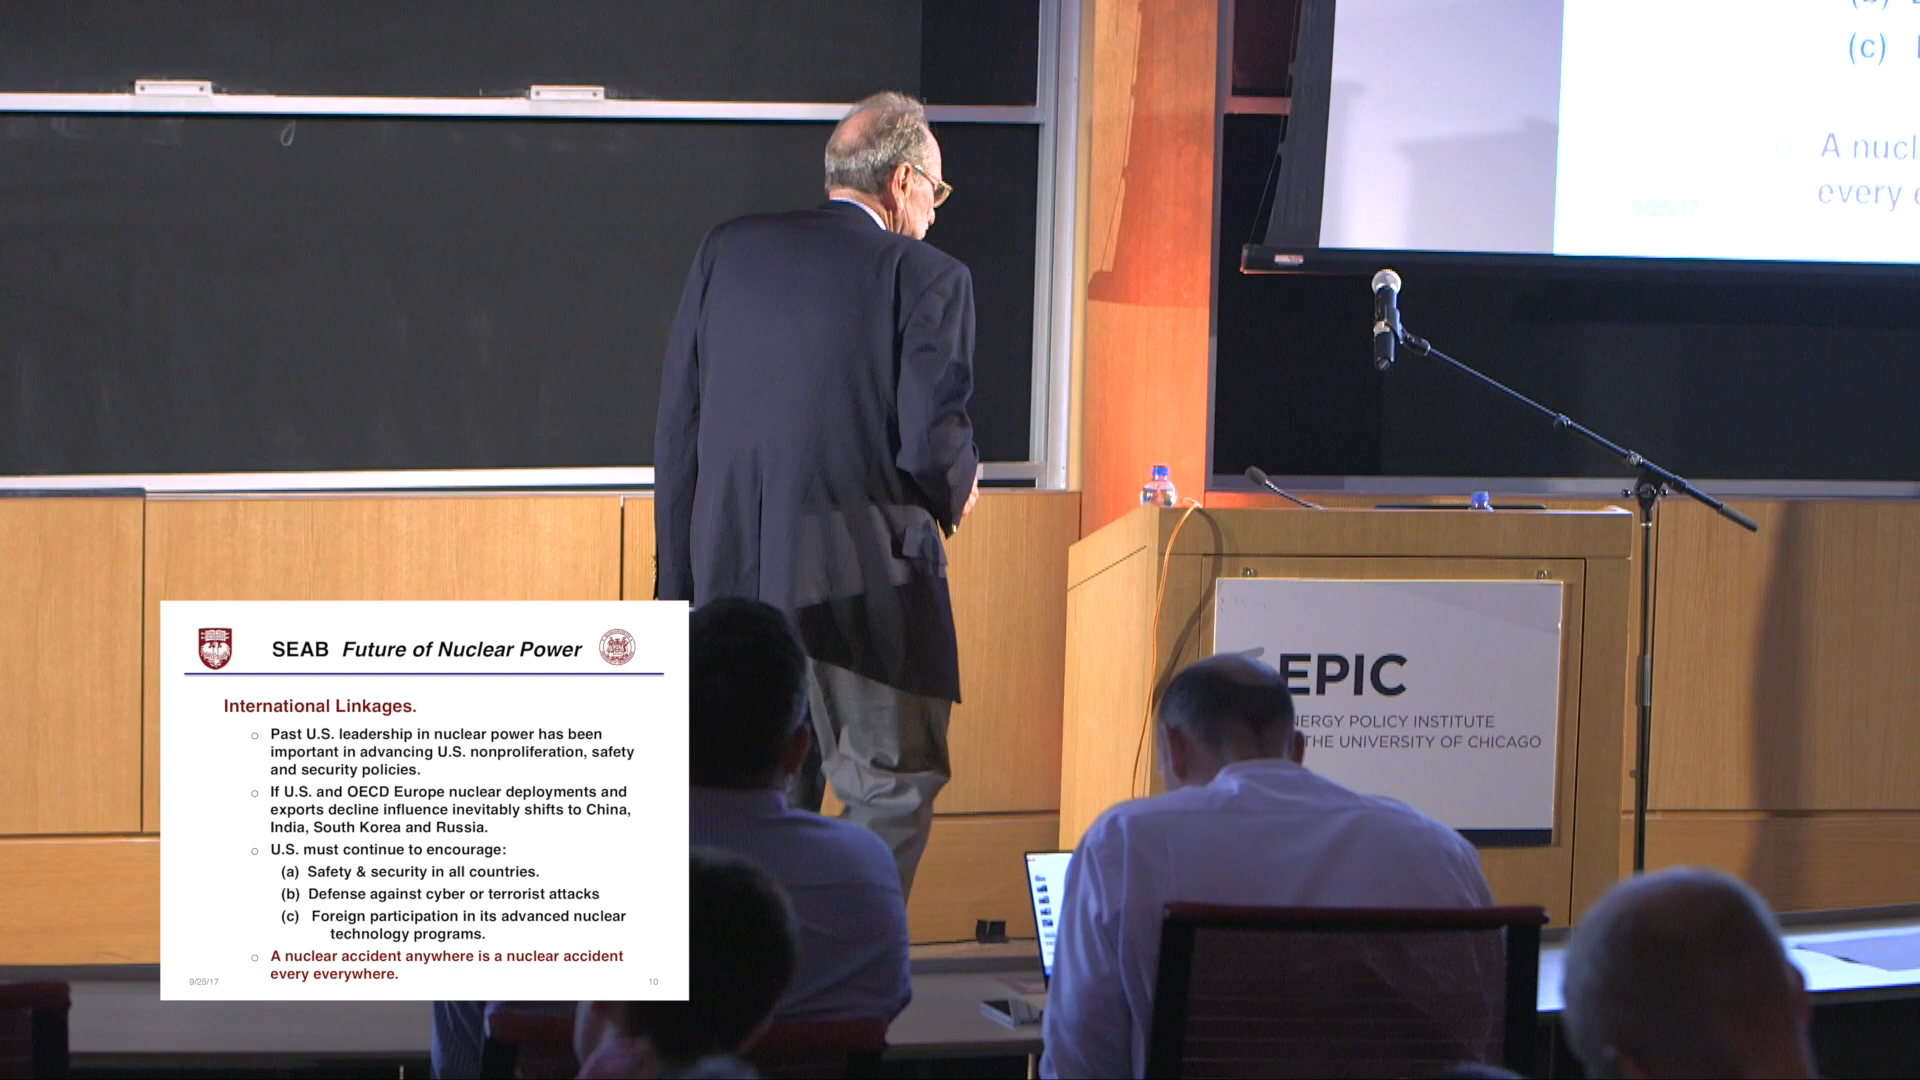 (c)
A nucl
every
9/25/17
EPIC
NERGY POLICY INSTITUTE
THE UNIVERSITY OF CHICAGO
SEAB Future of Nuclear Power
International Linkages.
○ Past U.S. leadership in nuclear power has been
important in advancing U.S. nonproliferation, safety
and security policies.
○ If U.S. and OECD Europe nuclear deployments and
exports decline influence inevitably shifts to China,
India, South Korea and Russia.
○ U.S. must continue to encourage:
(a) Safety & security in all countries.
(b) Defense against cyber or terrorist attacks
(c) Foreign participation in its advanced nuclear
technology programs.
○ A nuclear accident anywhere is a nuclear accident
every everywhere.
9/25/17
10